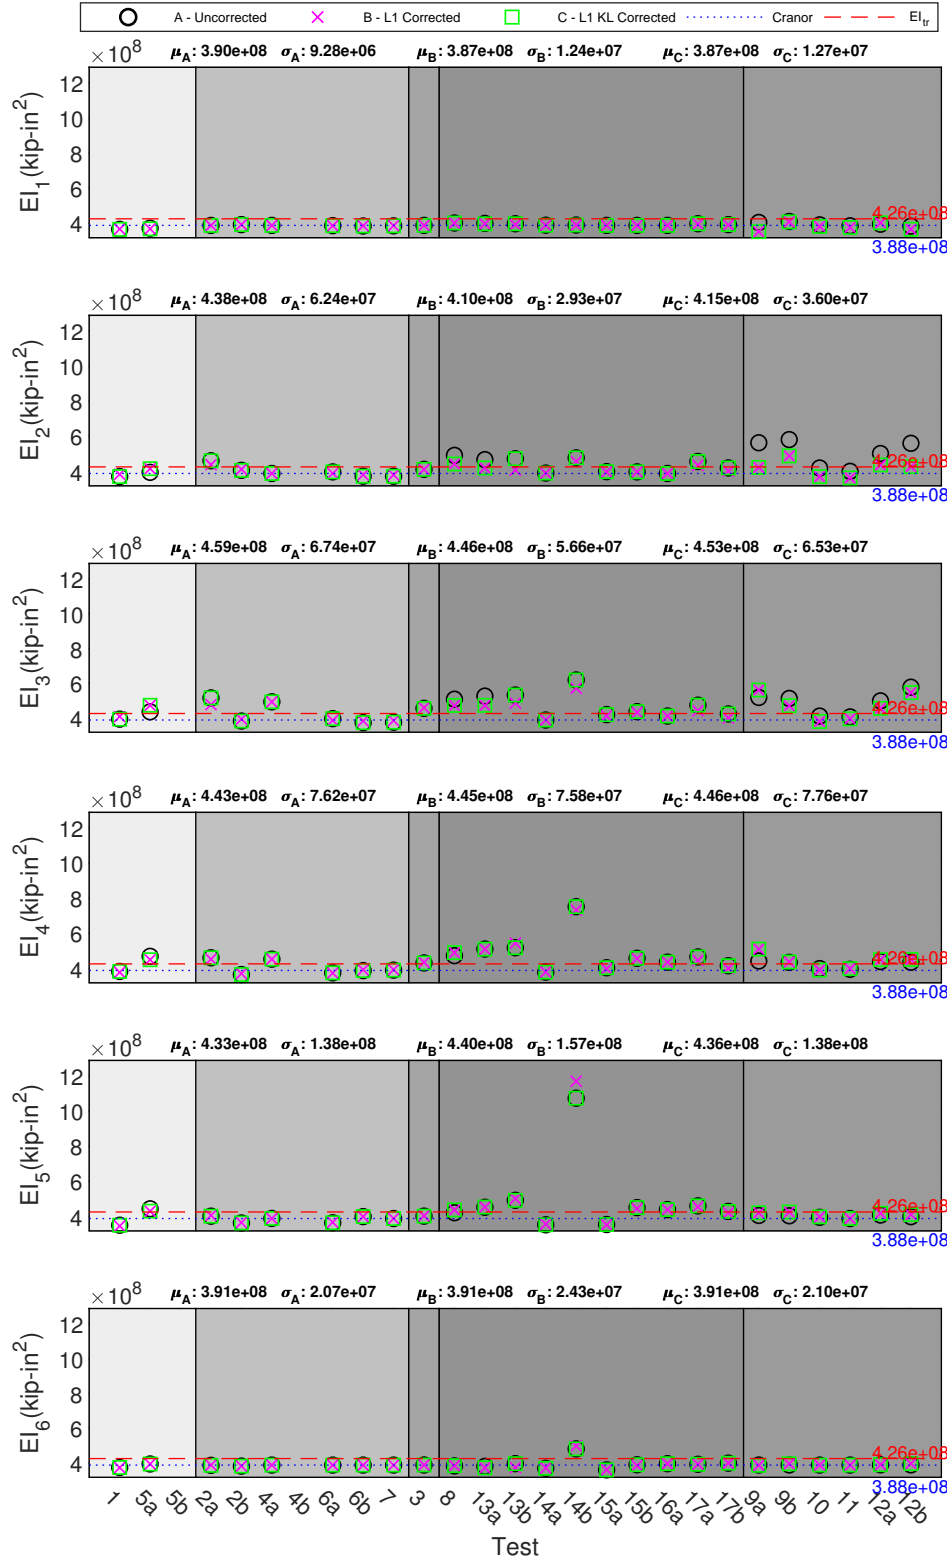 A - Uncorrected B - L1 Corrected C - L1 KL Corrected Cranor EI_tr
×10^8 μ_A: 3.90e+08 σ_A: 9.28e+06 μ_B: 3.87e+08 σ_B: 1.24e+07 μ_C: 3.87e+08 σ_C: 1.27e+07
12
10
8
6
4
EI_1(kip-in^2)
4.26e+08
3.88e+08
×10^8 μ_A: 4.38e+08 σ_A: 6.24e+07 μ_B: 4.10e+08 σ_B: 2.93e+07 μ_C: 4.15e+08 σ_C: 3.60e+07
12
10
8
6
4
EI_2(kip-in^2)
4.26e+08
3.88e+08
×10^8 μ_A: 4.59e+08 σ_A: 6.74e+07 μ_B: 4.46e+08 σ_B: 5.66e+07 μ_C: 4.53e+08 σ_C: 6.53e+07
12
10
8
6
4
EI_3(kip-in^2)
4.26e+08
3.88e+08
×10^8 μ_A: 4.43e+08 σ_A: 7.62e+07 μ_B: 4.45e+08 σ_B: 7.58e+07 μ_C: 4.46e+08 σ_C: 7.76e+07
12
10
8
6
4
EI_4(kip-in^2)
4.26e+08
3.88e+08
×10^8 μ_A: 4.33e+08 σ_A: 1.38e+08 μ_B: 4.40e+08 σ_B: 1.57e+08 μ_C: 4.36e+08 σ_C: 1.38e+08
12
10
8
6
4
EI_5(kip-in^2)
4.26e+08
3.88e+08
×10^8 μ_A: 3.91e+08 σ_A: 2.07e+07 μ_B: 3.91e+08 σ_B: 2.43e+07 μ_C: 3.91e+08 σ_C: 2.10e+07
12
10
8
6
4
EI_6(kip-in^2)
4.26e+08
3.88e+08
1 5a 5b 2a 2b 4a 4b 6a 6b 7 3 8 13a 13b 14a 14b 15a 15b 16a 17a 17b 9a 9b 10 11 12a 12b
Test